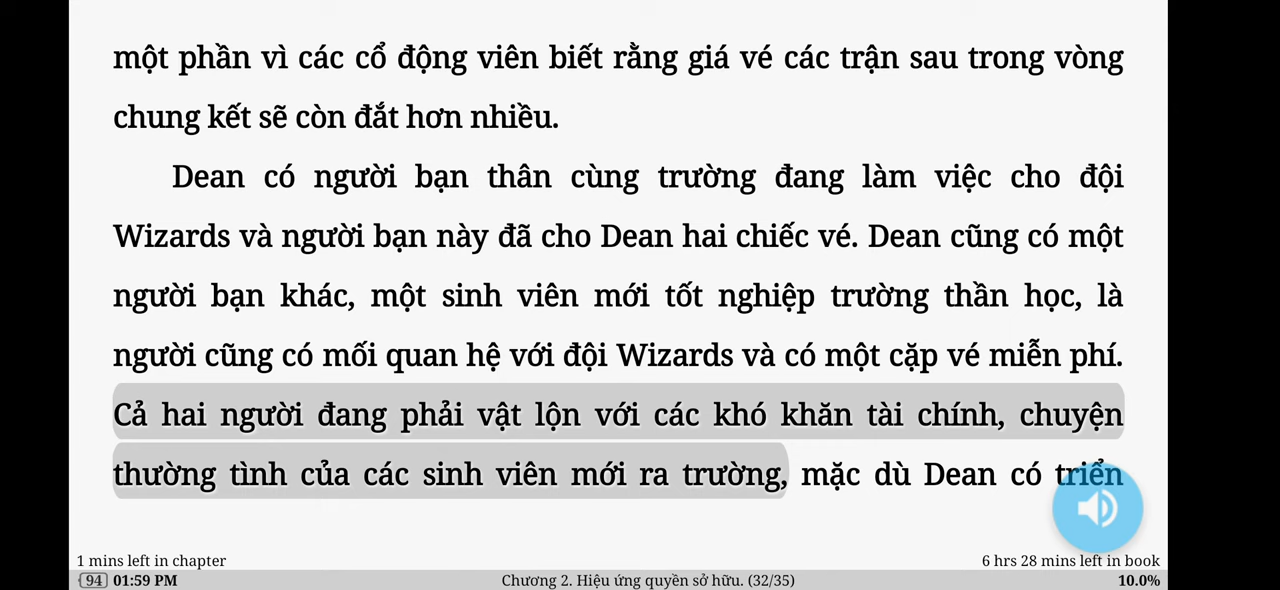 một phần vì các cổ động viên biết rằng giá vé các trận sau trong vòng
chung kết sẽ còn đắt hơn nhiều.
Dean có người bạn thân cùng trường đang làm việc cho đội
Wizards và người bạn này đã cho Dean hai chiếc vé. Dean cũng có một
người bạn khác, một sinh viên mới tốt nghiệp trường thần học, là
người cũng có mối quan hệ với đội Wizards và có một cặp vé miễn phí.
Cả hai người đang phải vật lộn với các khó khăn tài chính, chuyện
thường tình của các sinh viên mới ra trường, mặc dù Dean có triển
1 mins left in chapter
6 hrs 28 mins left in book
94 01:59 PM
Chương 2. Hiệu ứng quyền sở hữu. (32/35)
10.0%